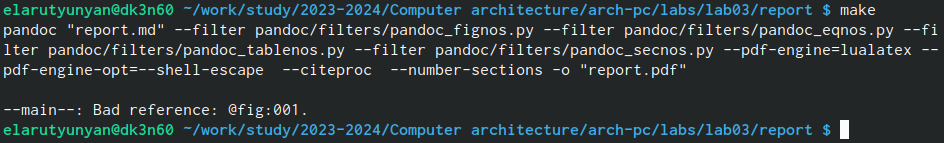 elarutyunyan@dk3n60 ~/work/study/2023-2024/Computer architecture/arch-pc/labs/lab03/report $ make
pandoc "report.md" --filter pandoc/filters/pandoc_fignos.py --filter pandoc/filters/pandoc_eqnos.py --fi
lter pandoc/filters/pandoc_tablenos.py --filter pandoc/filters/pandoc_secnos.py --pdf-engine=lualatex --
pdf-engine-opt=--shell-escape  --citeproc  --number-sections -o "report.pdf"
--main--: Bad reference: @fig:001.
elarutyunyan@dk3n60 ~/work/study/2023-2024/Computer architecture/arch-pc/labs/lab03/report $